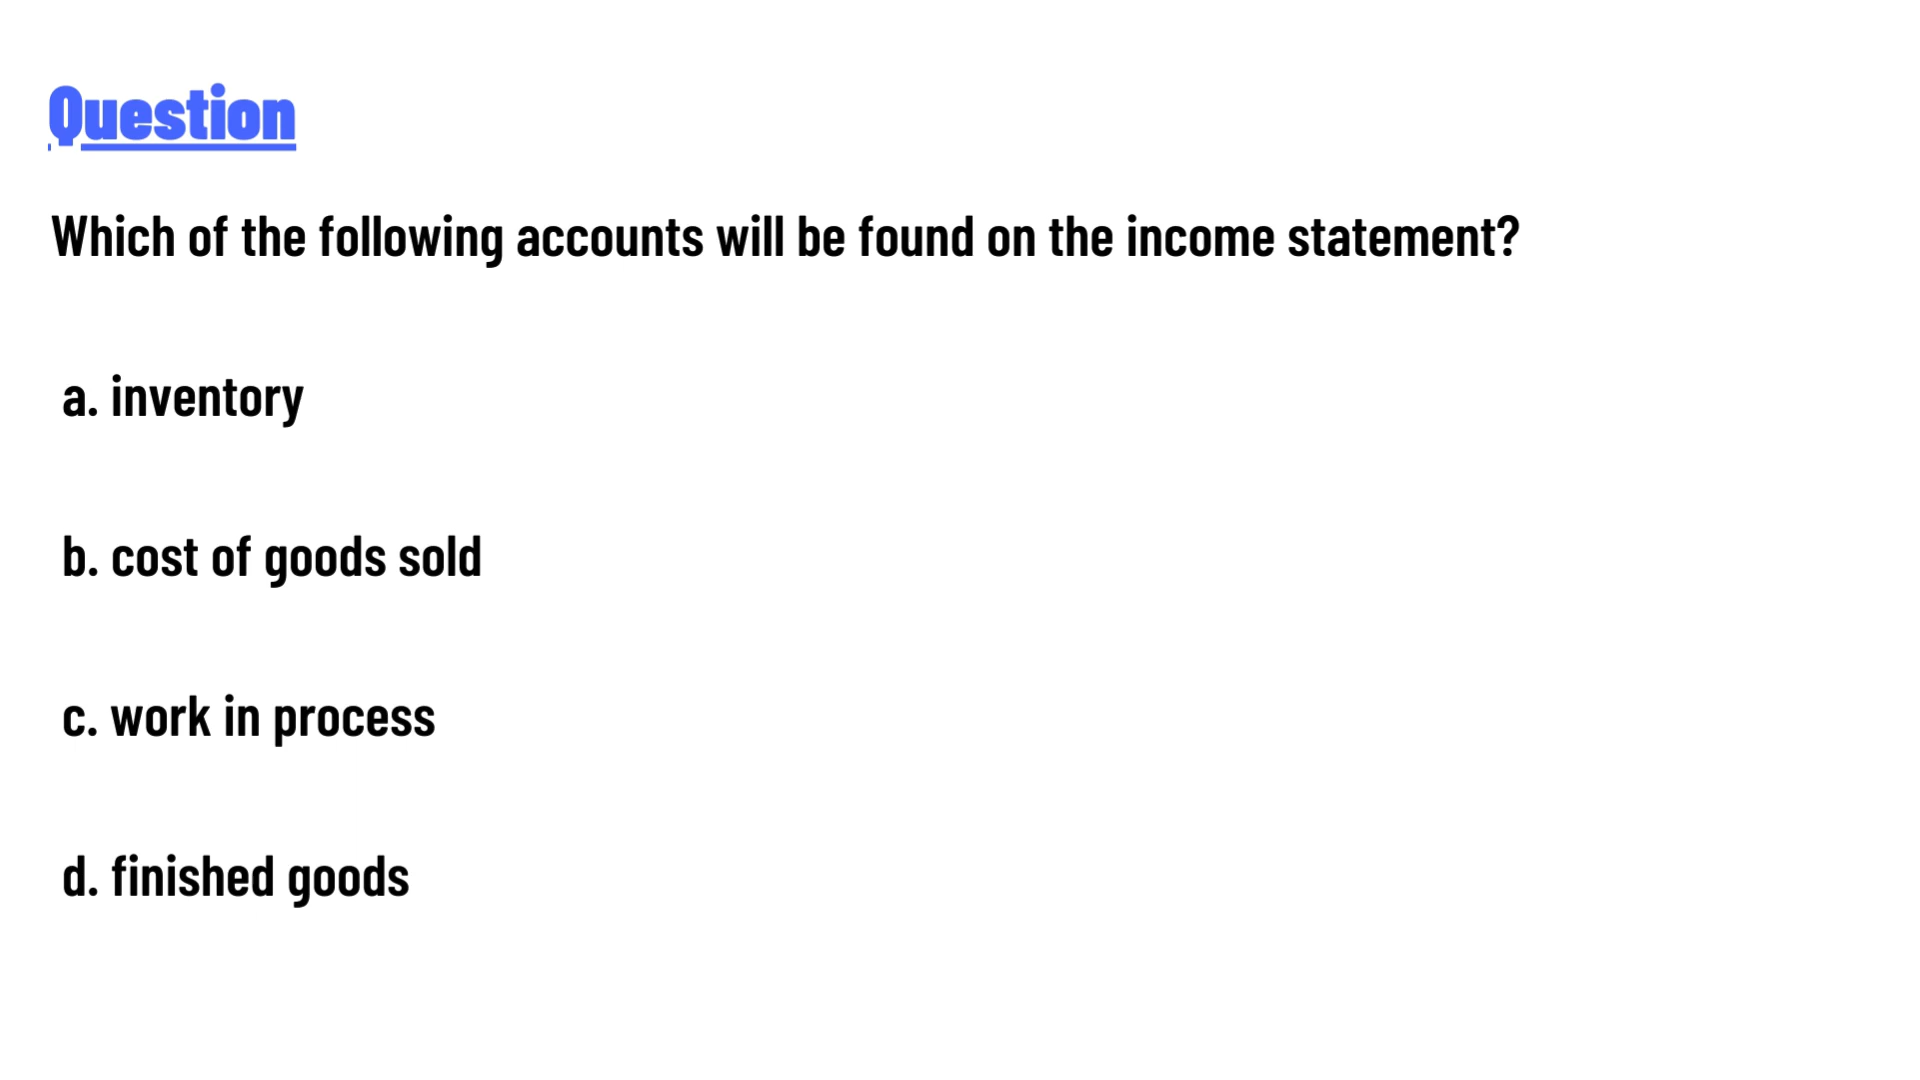 Question
Which of the following accounts will be found on the income statement?
a. inventory
b. cost of goods sold
c. work in process
d. finished goods